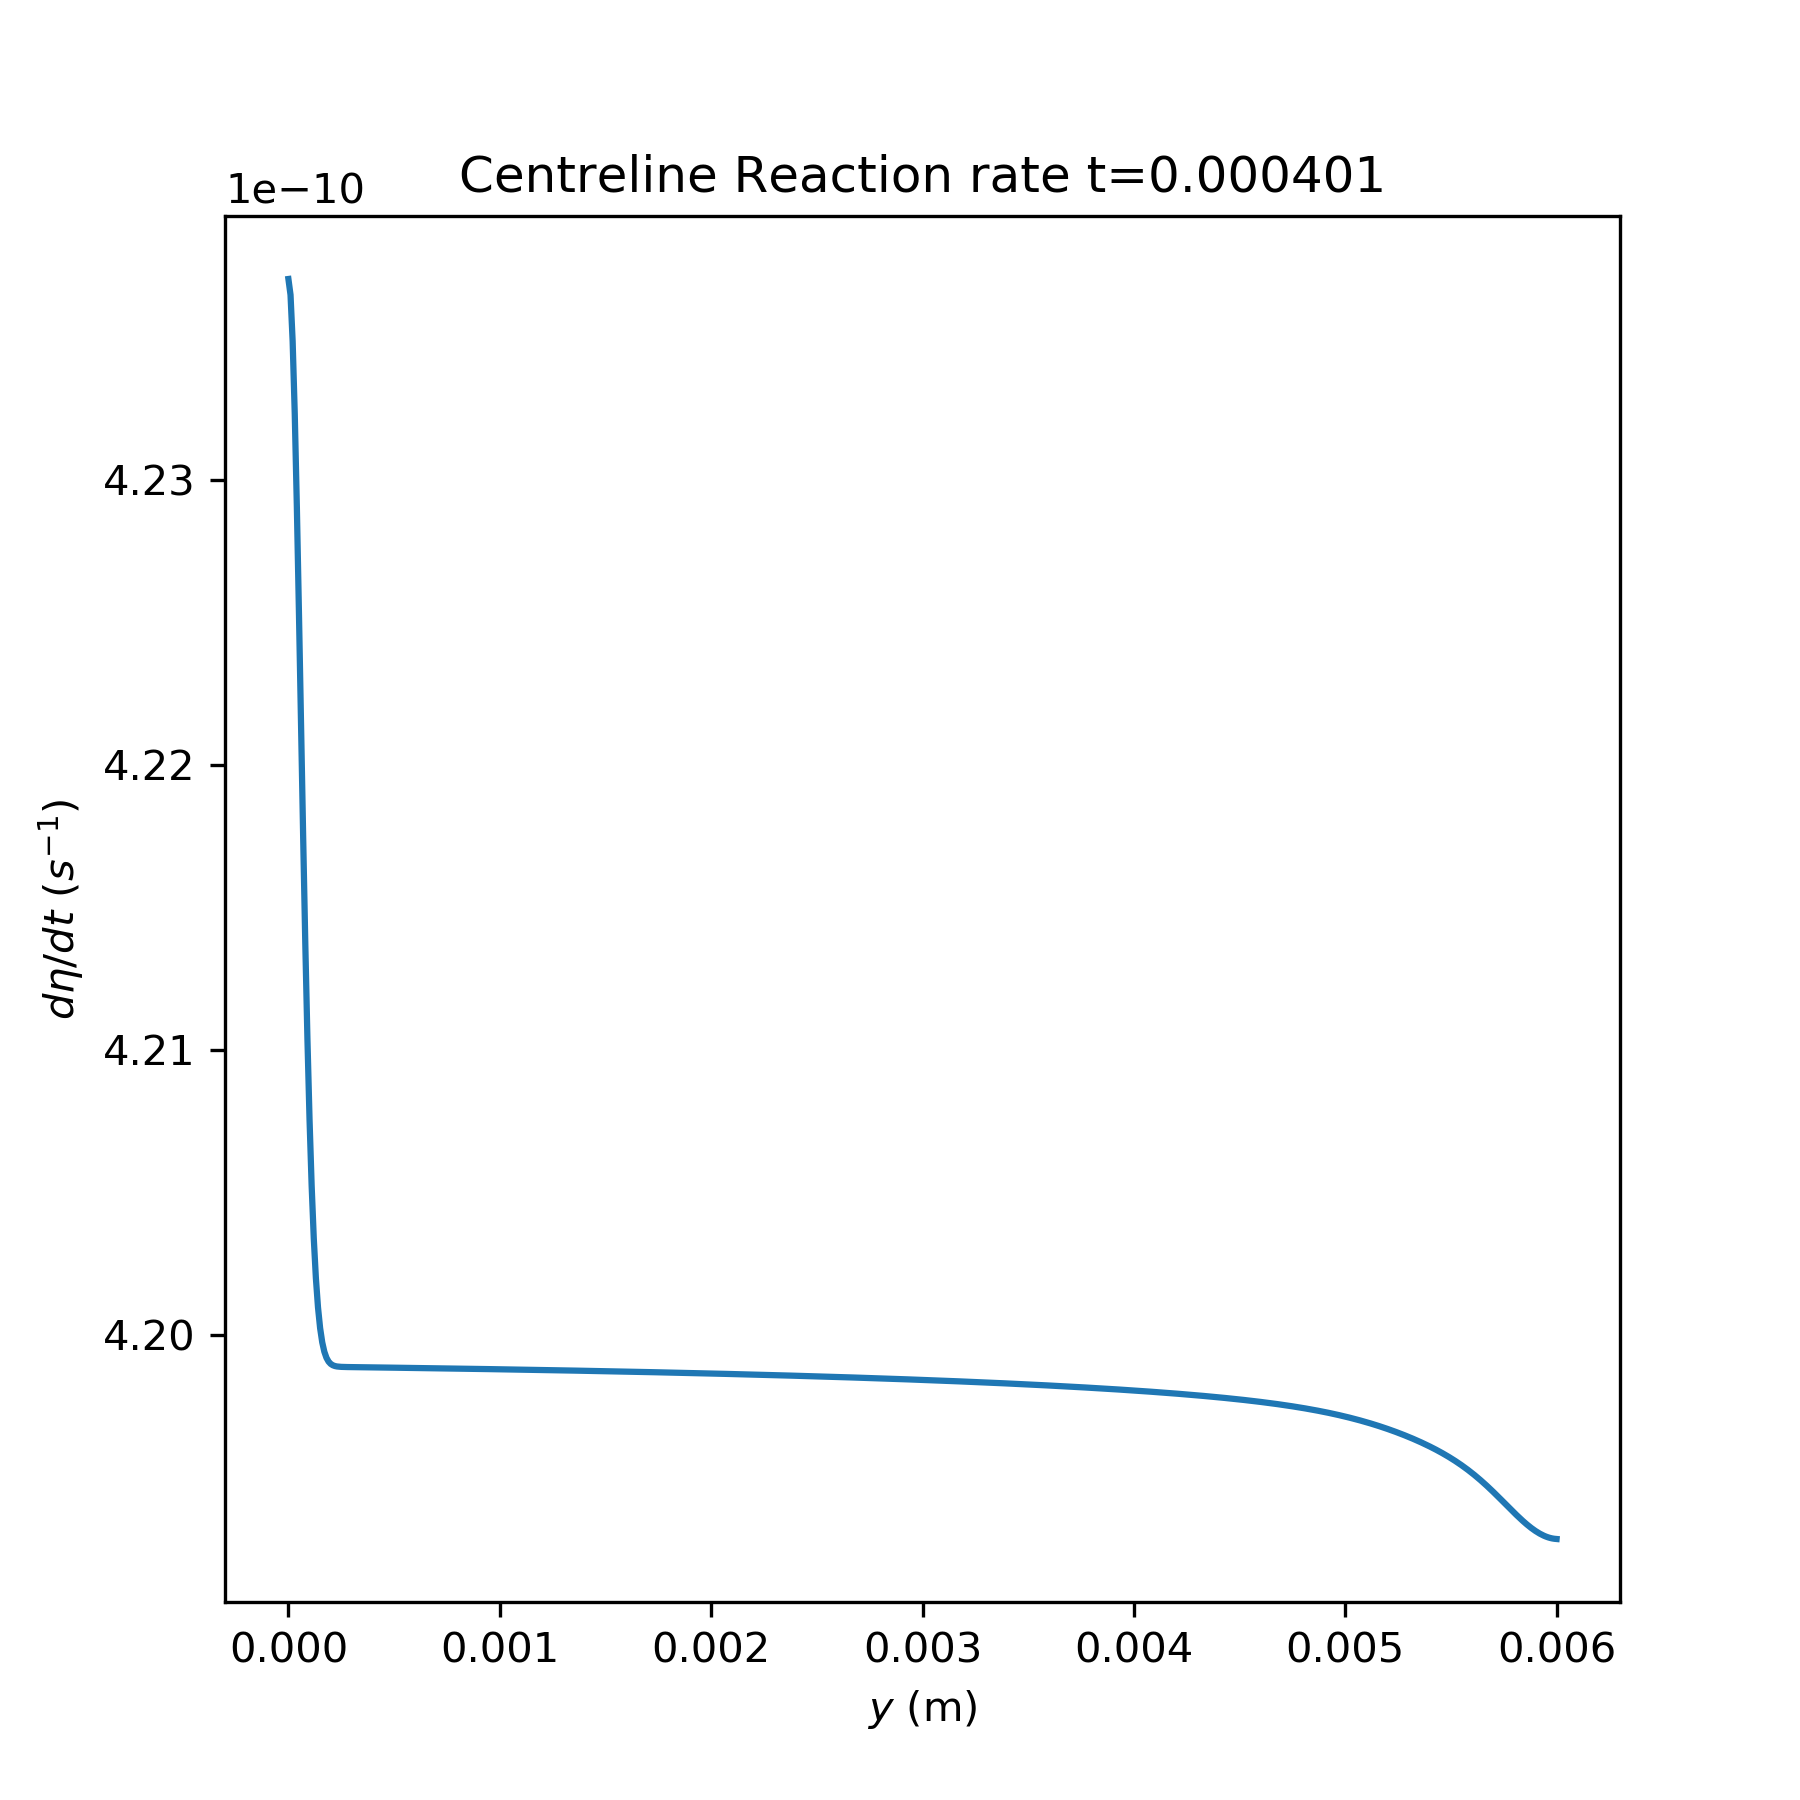 1e−10
Centreline Reaction rate t=0.000401
4.23
4.22
4.21
4.20
dη/dt (s⁻¹)
0.000 0.001 0.002 0.003 0.004 0.005 0.006
y (m)